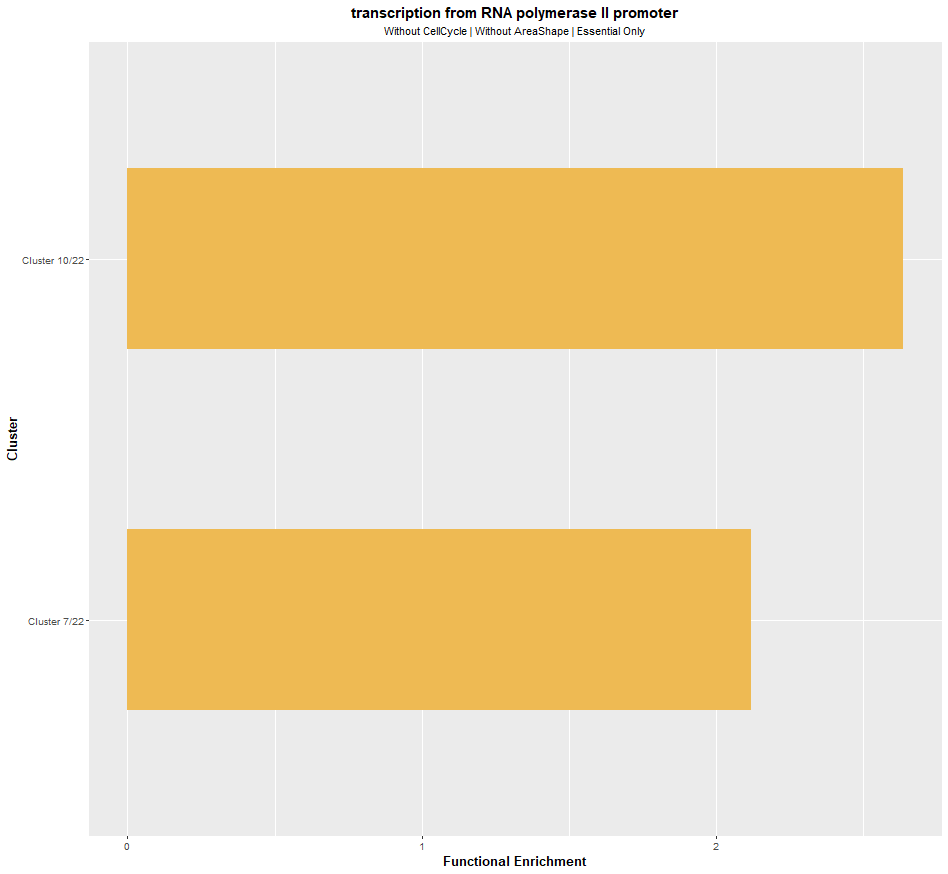 transcription from RNA polymerase II promoter
Without CellCycle | Without AreaShape | Essential Only
Cluster 10/22
Cluster
Cluster 7/22
0 1 2
Functional Enrichment